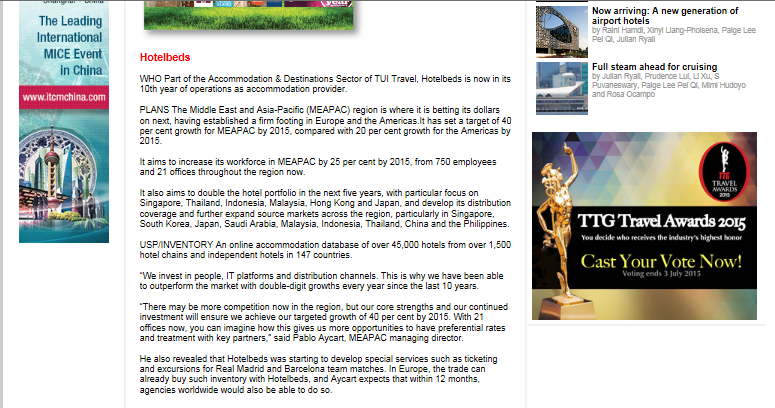 Shanghai · China
The Leading
International
MICE Event
in China
www.itcmchina.com
Hotelbeds
WHO Part of the Accommodation & Destinations Sector of TUI Travel, Hotelbeds is now in its
10th year of operations as accommodation provider.
PLANS The Middle East and Asia-Pacific (MEAPAC) region is where it is betting its dollars
on next, having established a firm footing in Europe and the Americas.It has set a target of 40
per cent growth for MEAPAC by 2015, compared with 20 per cent growth for the Americas by
2015.
It aims to increase its workforce in MEAPAC by 25 per cent by 2015, from 750 employees
and 21 offices throughout the region now.
It also aims to double the hotel portfolio in the next five years, with particular focus on
Singapore, Thailand, Indonesia, Malaysia, Hong Kong and Japan, and develop its distribution
coverage and further expand source markets across the region, particularly in Singapore,
South Korea, Japan, Saudi Arabia, Malaysia, Indonesia, Thailand, China and the Philippines.
USP/INVENTORY An online accommodation database of over 45,000 hotels from over 1,500
hotel chains and independent hotels in 147 countries.
“We invest in people, IT platforms and distribution channels. This is why we have been able
to outperform the market with double-digit growths every year since the last 10 years.
“There may be more competition now in the region, but our core strengths and our continued
investment will ensure we achieve our targeted growth of 40 per cent by 2015. With 21
offices now, you can imagine how this gives us more opportunities to have preferential rates
and treatment with key partners,” said Pablo Aycart, MEAPAC managing director.
He also revealed that Hotelbeds was starting to develop special services such as ticketing
and excursions for Real Madrid and Barcelona team matches. In Europe, the trade can
already buy such inventory with Hotelbeds, and Aycart expects that within 12 months,
agencies worldwide would also be able to do so.
Now arriving: A new generation of
airport hotels
by Raini Hamdi, Xinyi Liang-Pholsena, Paige Lee
Pei Qi, Julian Ryall
Full steam ahead for cruising
by Julian Ryall, Prudence Lui, Li Xu, S
Puvaneswary, Paige Lee Pei Qi, Mimi Hudoyo
and Rosa Ocampo
TTG
TRAVEL
AWARDS
2015
TTG Travel Awards 2015
You decide who receives the industry's highest honor
Cast Your Vote Now!
Voting ends 3 July 2015